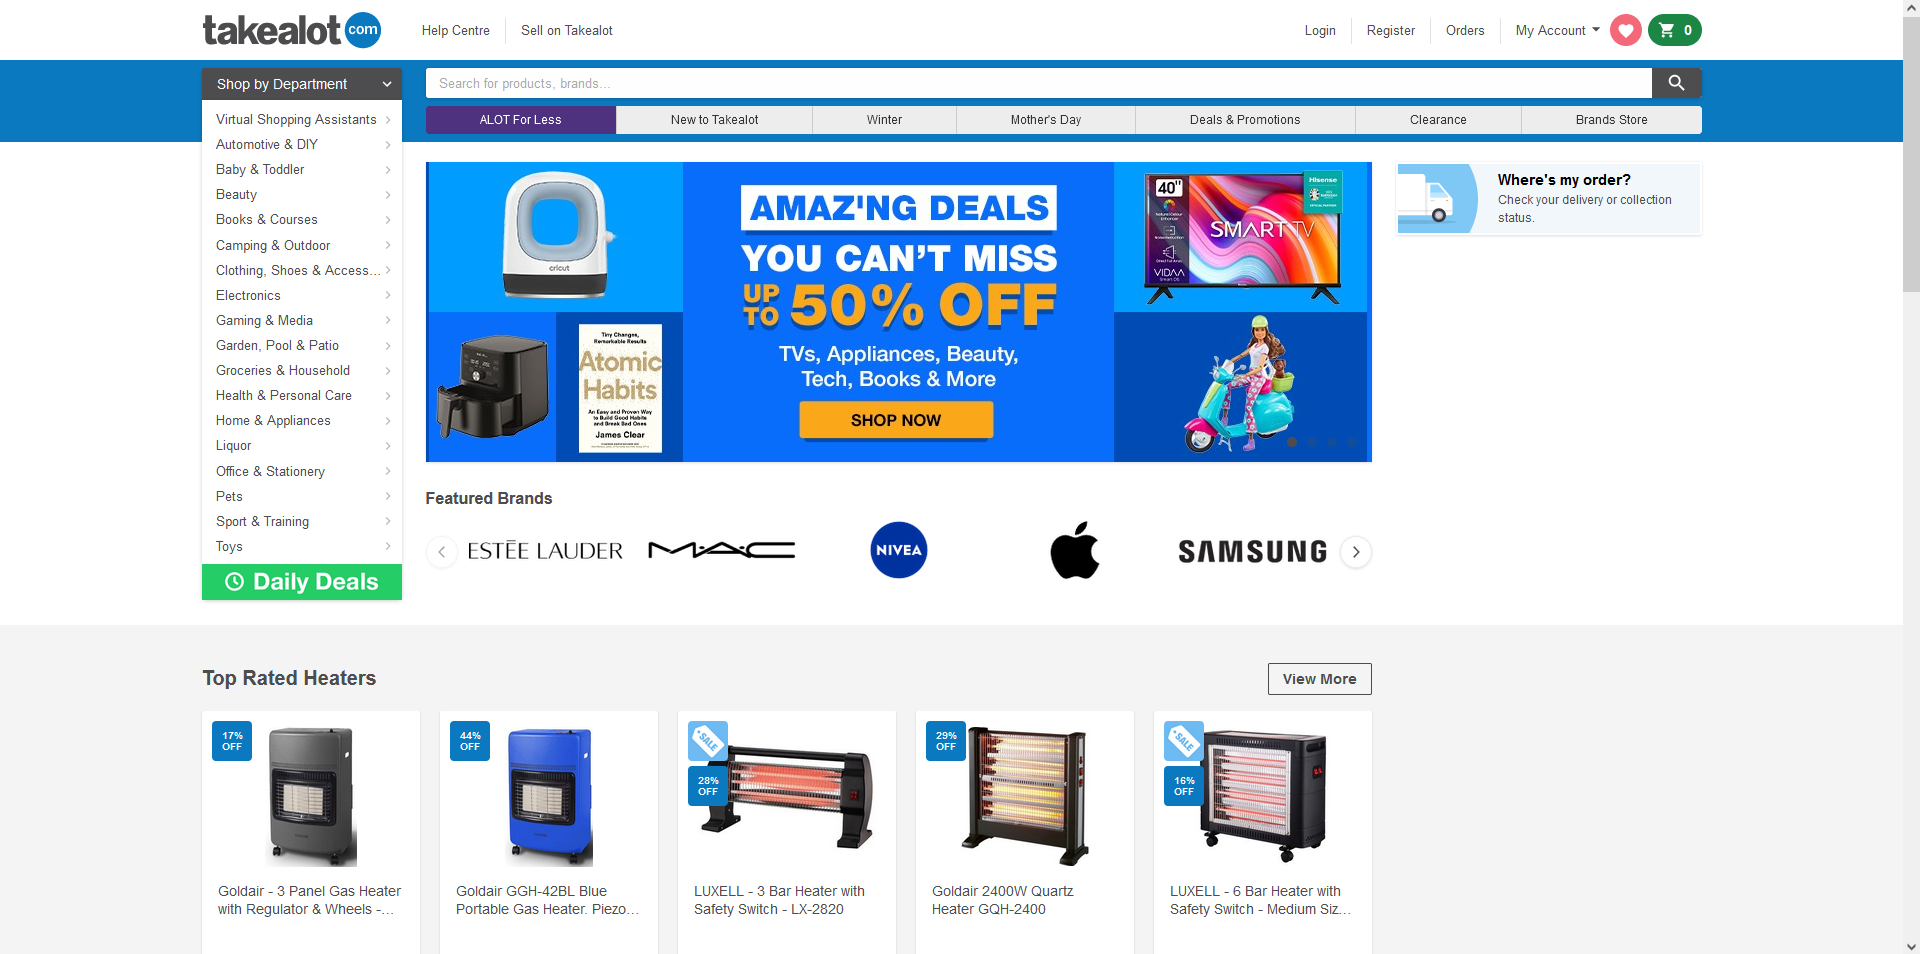 takealot com
Help Centre
Sell on Takealot
Login
Register
Orders
My Account
0
Shop by Department
Search for products, brands...
ALOT For Less
New to Takealot
Winter
Mother's Day
Deals & Promotions
Clearance
Brands Store
Virtual Shopping Assistants
Automotive & DIY
Baby & Toddler
Beauty
Books & Courses
Camping & Outdoor
Clothing, Shoes & Access...
Electronics
Gaming & Media
Garden, Pool & Patio
Groceries & Household
Health & Personal Care
Home & Appliances
Liquor
Office & Stationery
Pets
Sport & Training
Toys
Daily Deals
cricut
Tiny Changes,
Remarkable Results
Atomic
Habits
An Easy and Proven Way
to Build Good Habits
and Break Bad Ones
James Clear
AMAZ'NG DEALS
YOU CAN'T MISS
UP TO 50% OFF
TVs, Appliances, Beauty,
Tech, Books & More
SHOP NOW
40"
Hisense
SMART TV
VIDAA
Where's my order?
Check your delivery or collection
status.
Featured Brands
ESTĒE LAUDER
MAC
NIVEA
SAMSUNG
Top Rated Heaters
View More
17%
OFF
Goldair - 3 Panel Gas Heater
with Regulator & Wheels -...
44%
OFF
Goldair GGH-42BL Blue
Portable Gas Heater. Piezo...
SALE
28%
OFF
LUXELL - 3 Bar Heater with
Safety Switch - LX-2820
29%
OFF
Goldair 2400W Quartz
Heater GQH-2400
SALE
16%
OFF
LUXELL - 6 Bar Heater with
Safety Switch - Medium Siz...